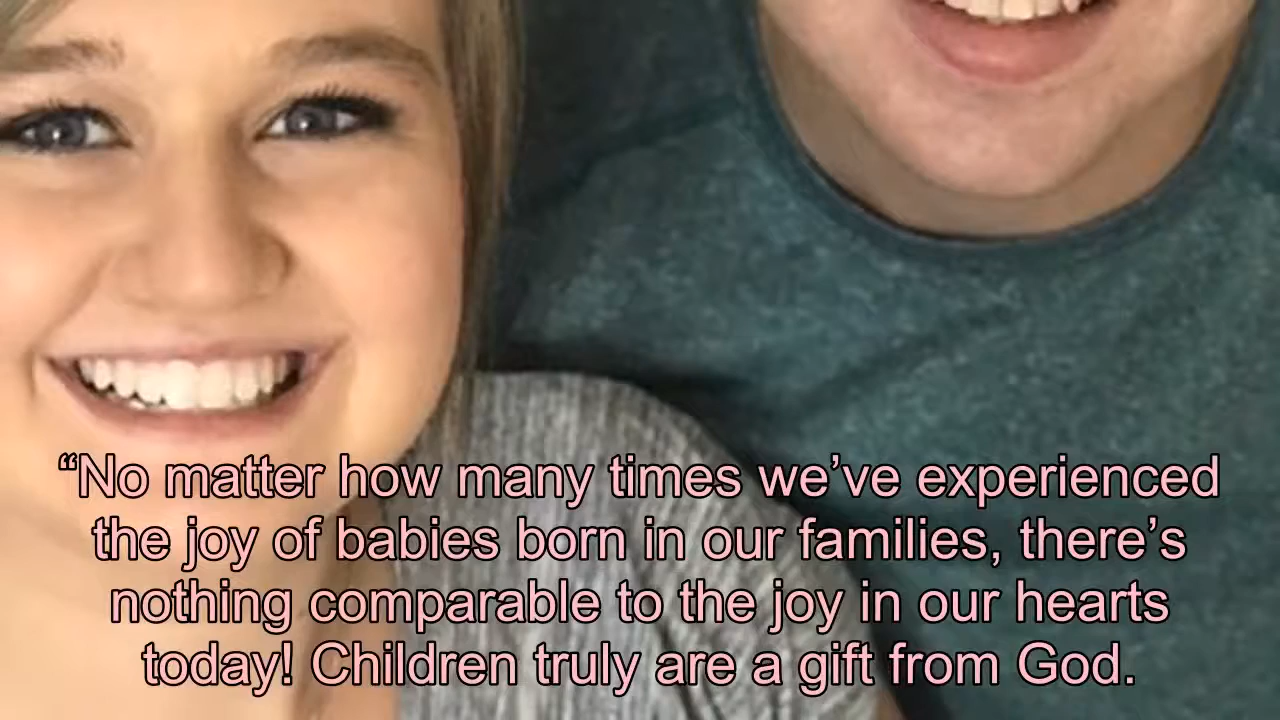 “No matter how many times we’ve experienced
the joy of babies born in our families, there’s
nothing comparable to the joy in our hearts
today! Children truly are a gift from God.